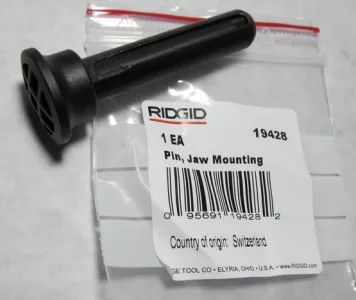 RIDGID
1 EA 19428
Pin, Jaw Mounting
0 95691 19428 2
Country of origin: Switzerland
GE TOOL CO • ELYRIA, OHIO • U.S.A. • www.RIDGID.com